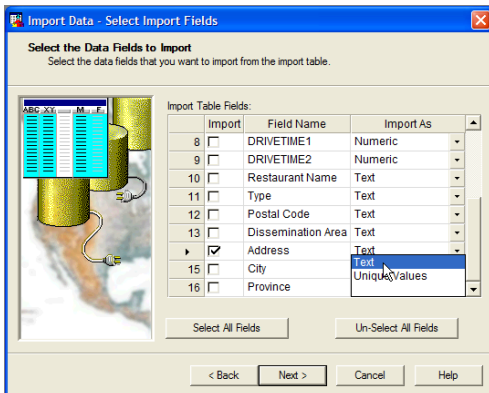 Import Data - Select Import Fields
Select the Data Fields to Import
Select the data fields that you want to import from the import table.
ABC XY M F
Import Table Fields:
Import Field Name Import As
8 DRIVETIME1 Numeric
9 DRIVETIME2 Numeric
10 Restaurant Name Text
11 Type Text
12 Postal Code Text
13 Dissemination Area Text
Address Text
15 City Text
16 Province Unique Values
Select All Fields Un-Select All Fields
< Back Next > Cancel Help